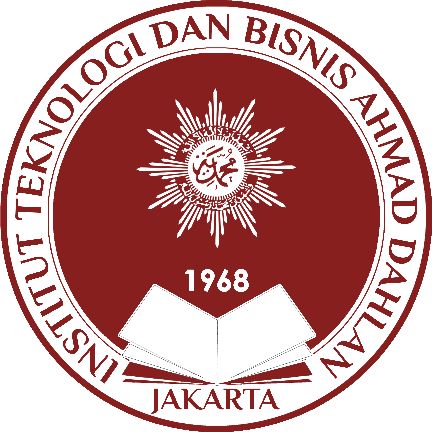 INSTITUT TEKNOLOGI DAN BISNIS AHMAD DAHLAN
1968
JAKARTA